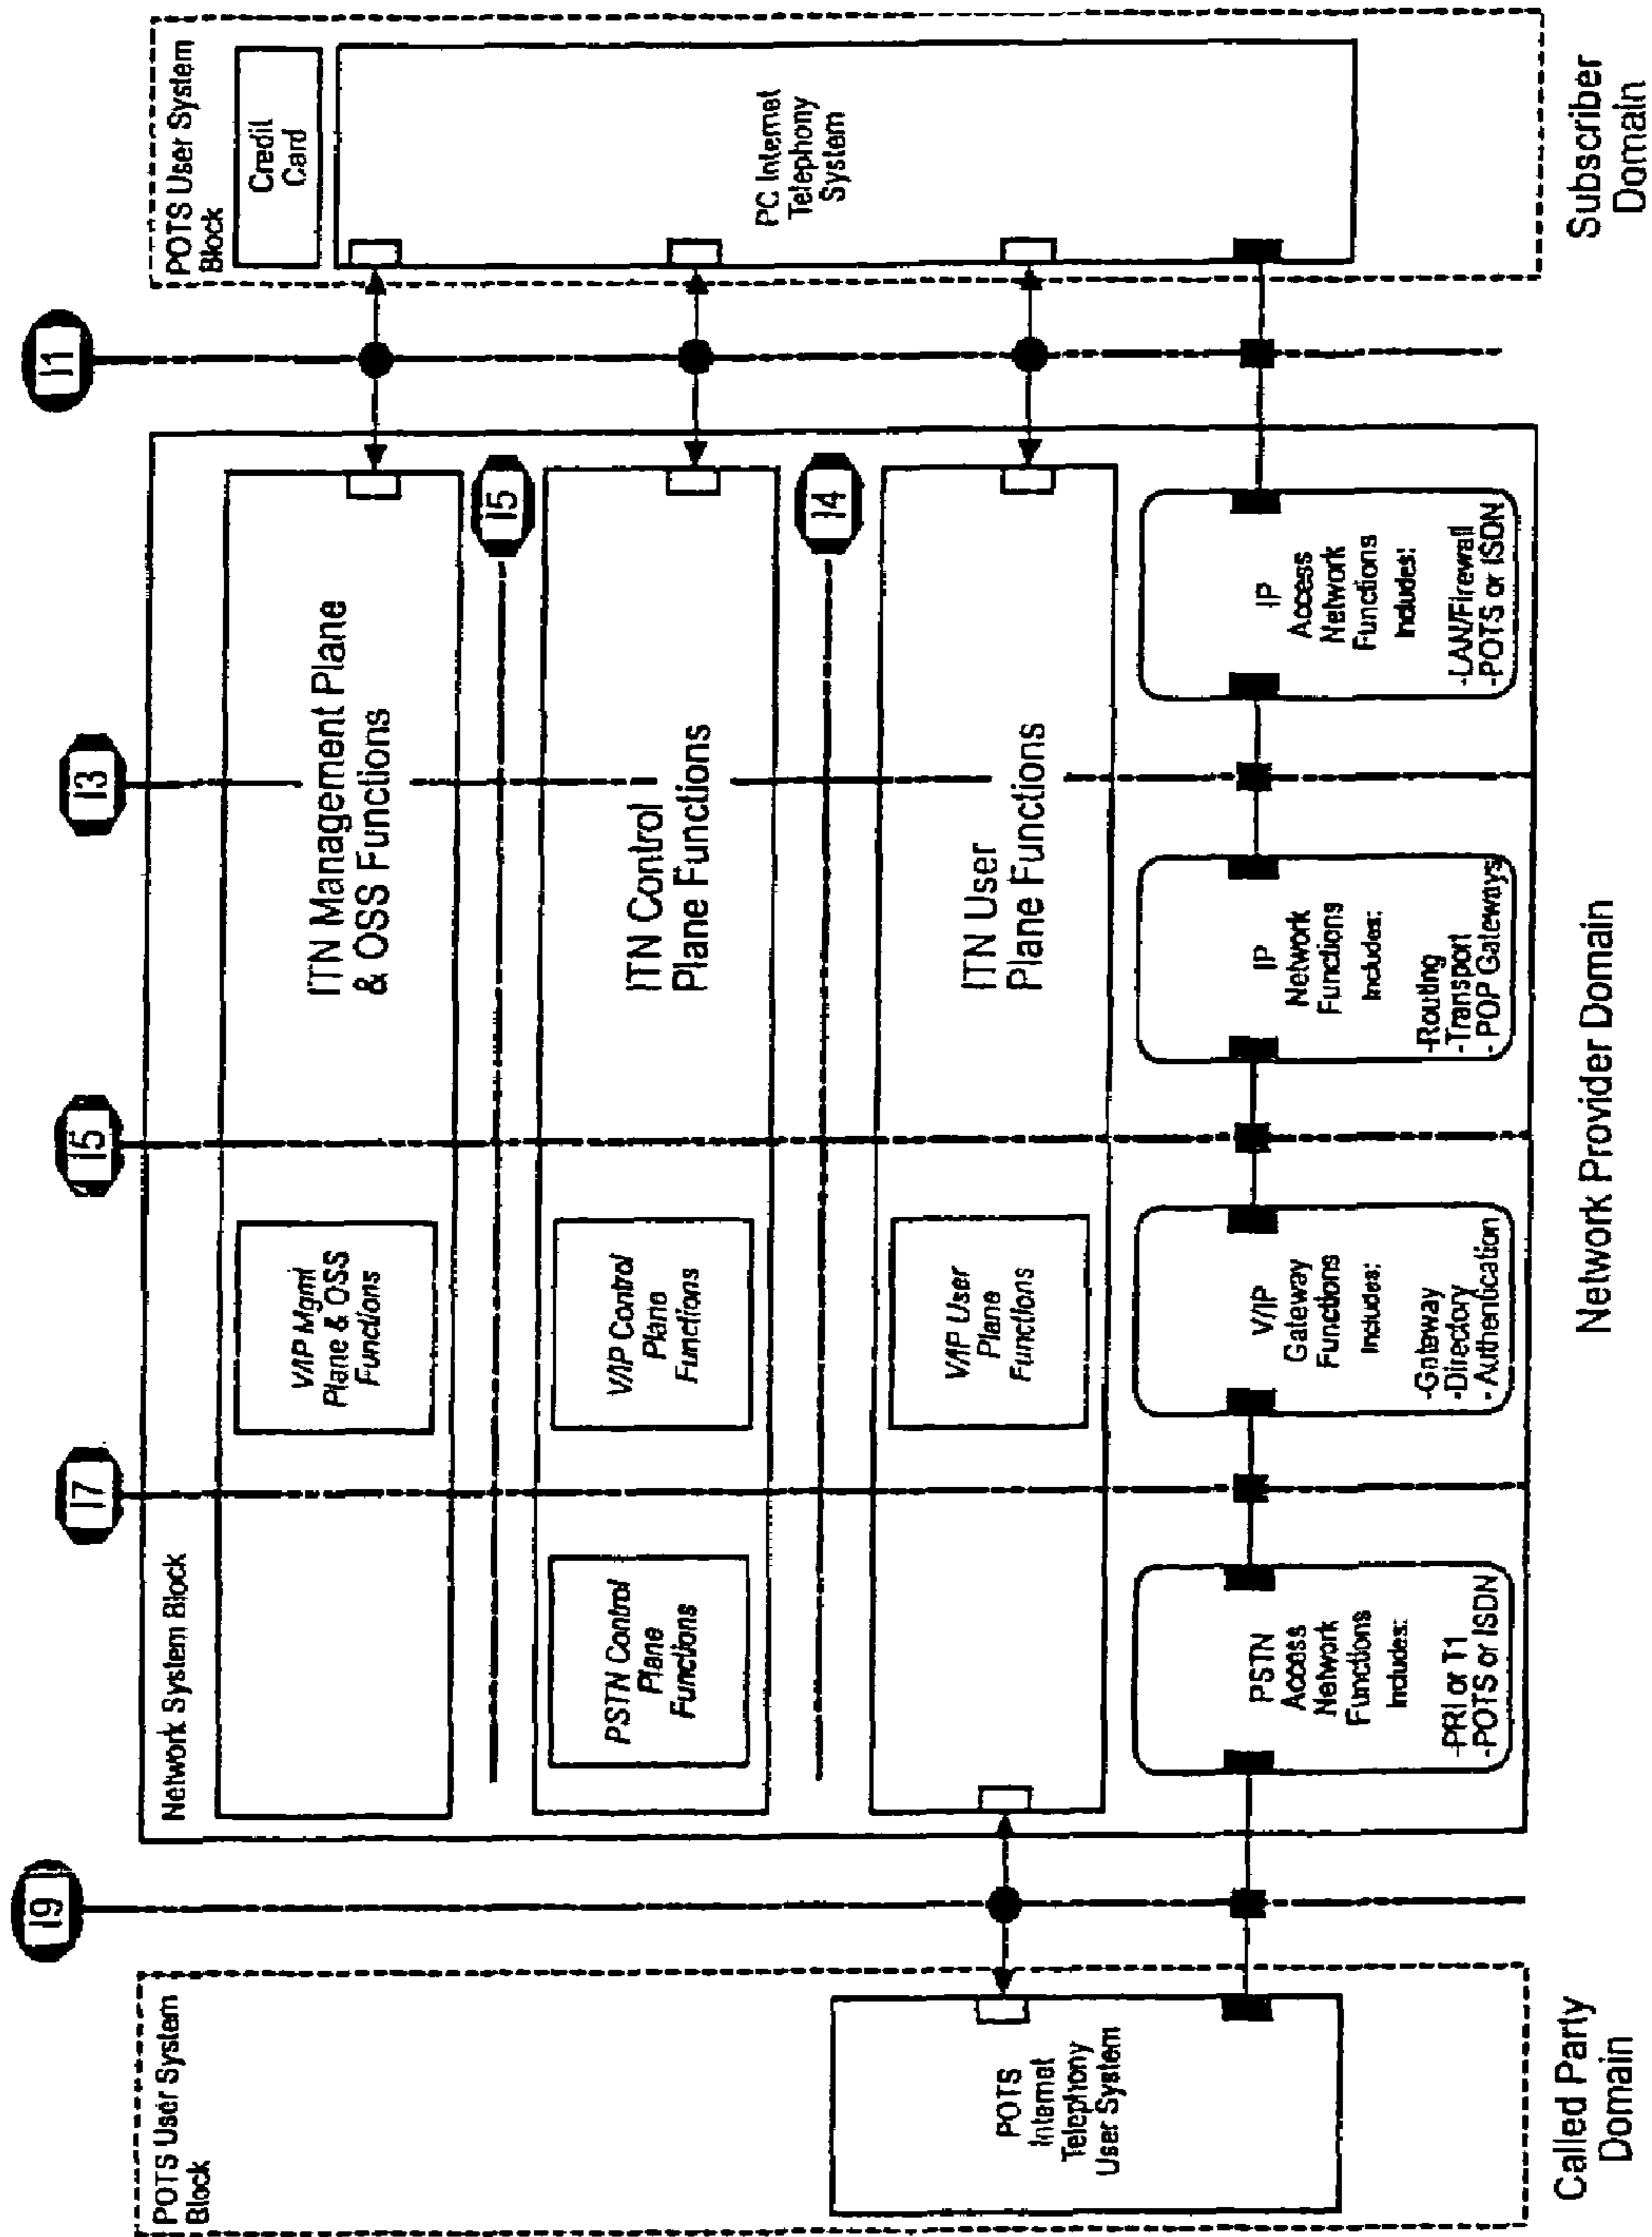 I9
I7
I5
I3
I1
POTS User System
Block
POTS
Internet
Telephony
User System
Called Party
Domain
Network System Block
VIP Mgmt
Plane & OSS
Functions
ITN Management Plane
& OSS Functions
I5
PSTN Control
Plane
Functions
VIP Control
Plane
Functions
ITN Control
Plane Functions
I4
VIP User
Plane
Functions
ITN User
Plane Functions
PSTN
Access
Network
Functions
Includes:
-PRI or T1
-POTS or ISDN
V/IP
Gateway
Functions
Includes:
-Gateway
-Directory
- Authentication
IP
Network
Functions
Includes:
-Routing
-Transport
- POP Gateways
IP
Access
Network
Functions
Includes:
-LAN/Firewall
-POTS or ISDN
Network Provider Domain
POTS User System
Block
Credit
Card
PC Internet
Telephony
System
Subscriber
Domain